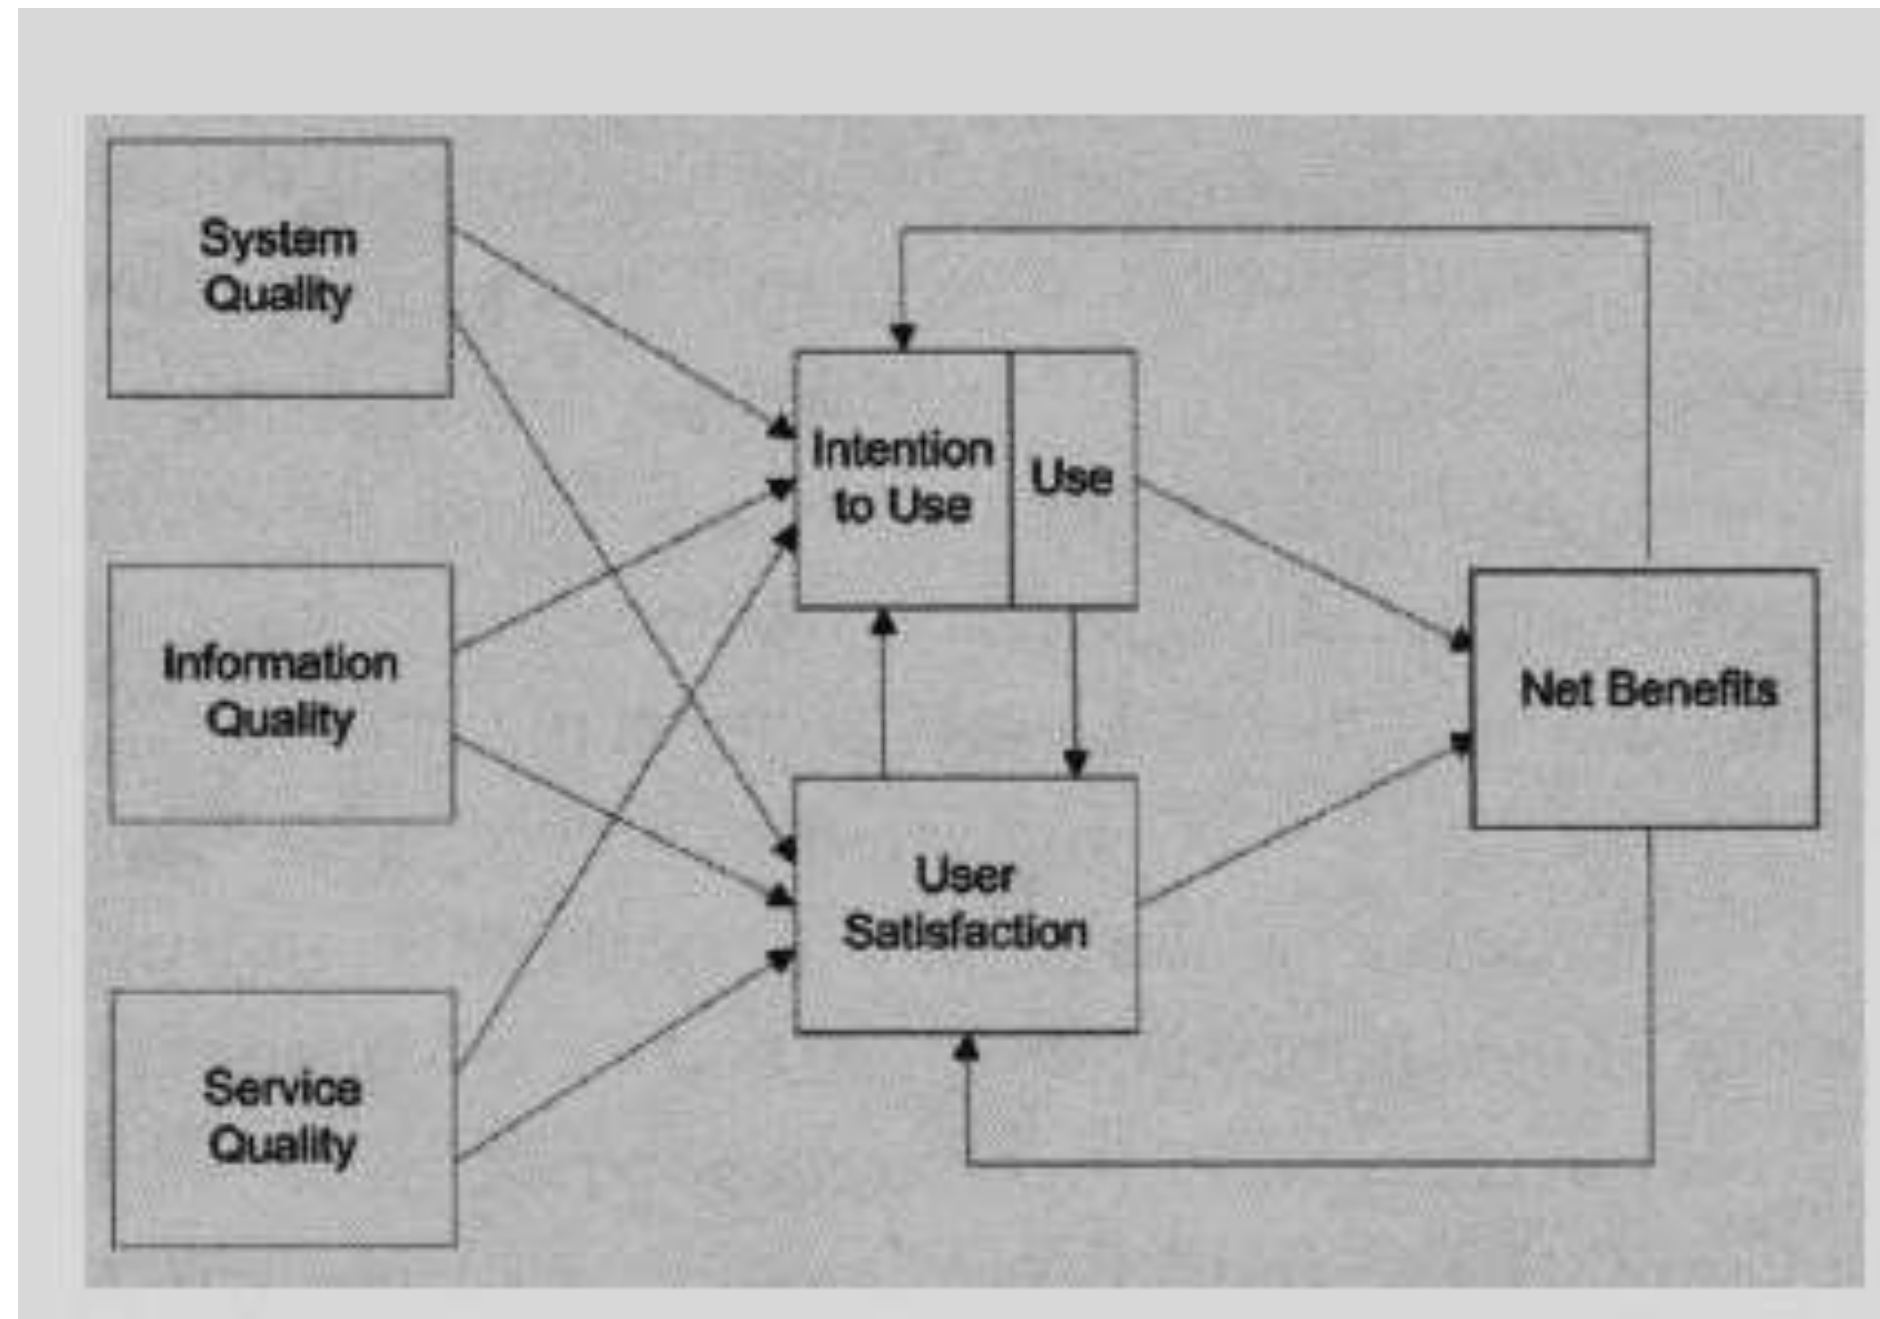 System
Quality
Intention
to Use
Use
Information
Quality
Net Benefits
User
Satisfaction
Service
Quality